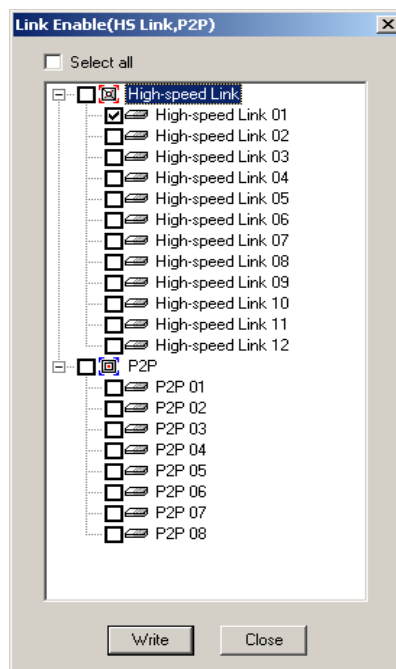 Link Enable(HS Link,P2P)
Select all
High-speed Link
High-speed Link 01
High-speed Link 02
High-speed Link 03
High-speed Link 04
High-speed Link 05
High-speed Link 06
High-speed Link 07
High-speed Link 08
High-speed Link 09
High-speed Link 10
High-speed Link 11
High-speed Link 12
P2P
P2P 01
P2P 02
P2P 03
P2P 04
P2P 05
P2P 06
P2P 07
P2P 08
Write Close